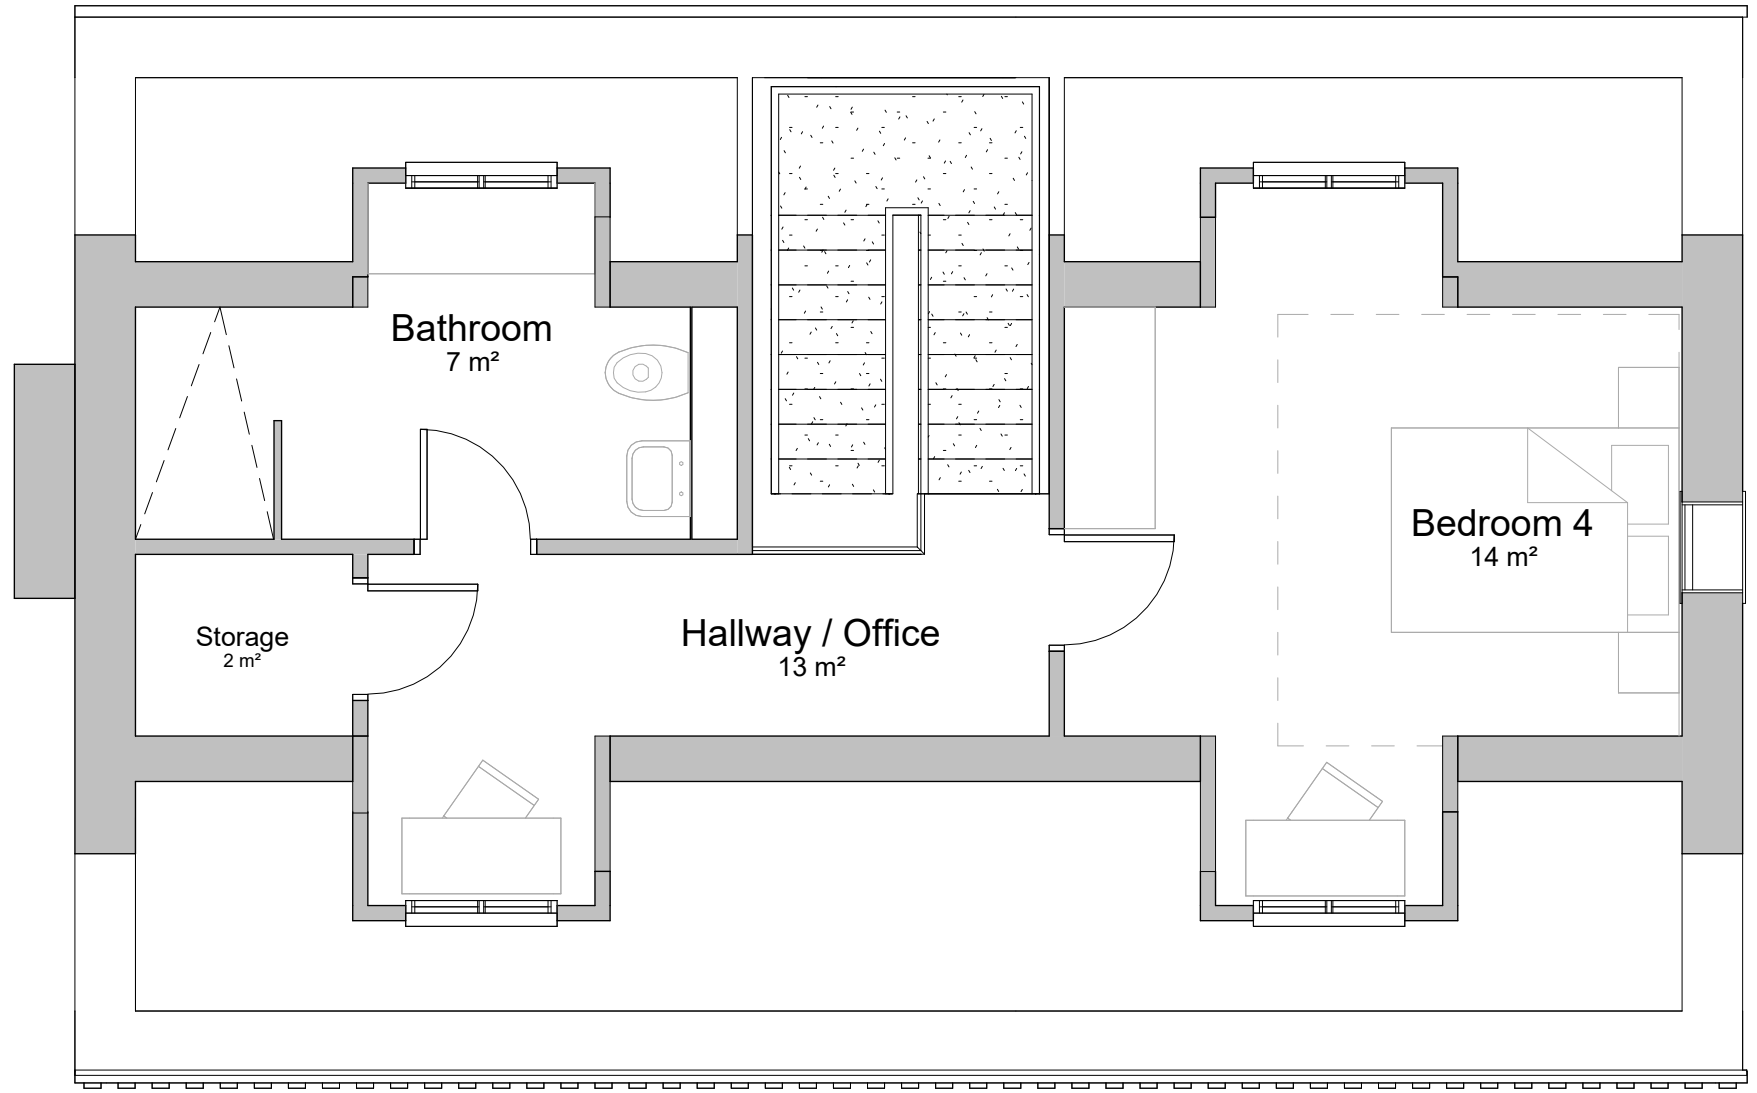 Bathroom
7 m²
Bedroom 4
14 m²
Storage
2 m²
Hallway / Office
13 m²